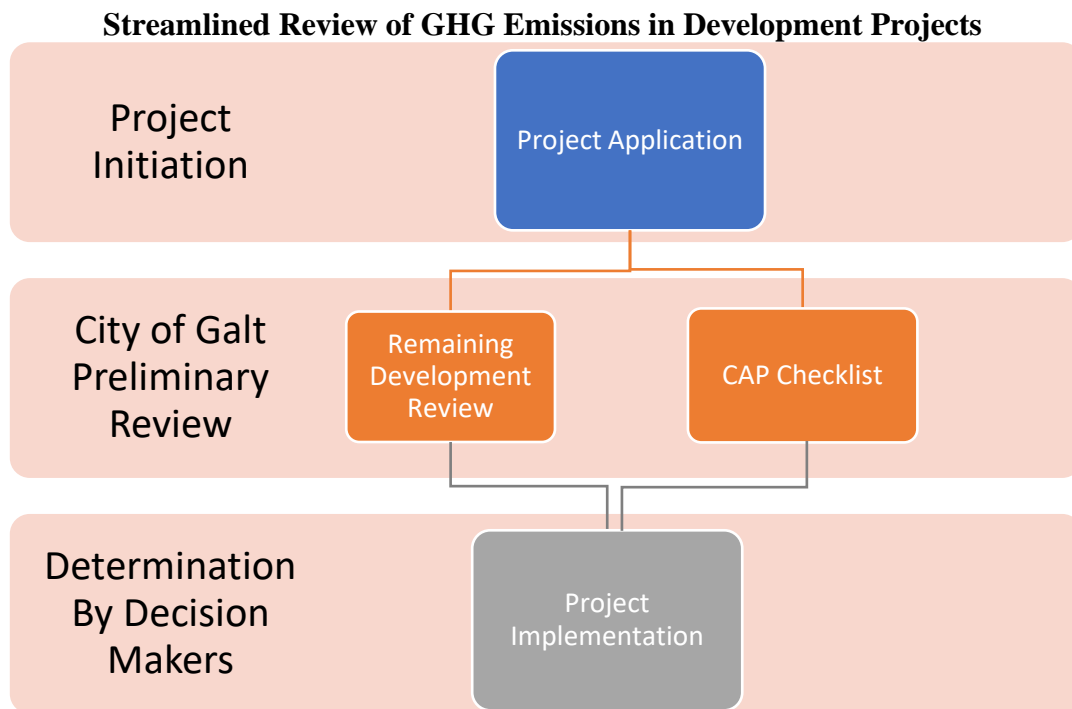 Streamlined Review of GHG Emissions in Development Projects
Project
Initiation
Project Application
City of Galt
Preliminary
Review
Remaining
Development
Review
CAP Checklist
Determination
By Decision
Makers
Project
Implementation